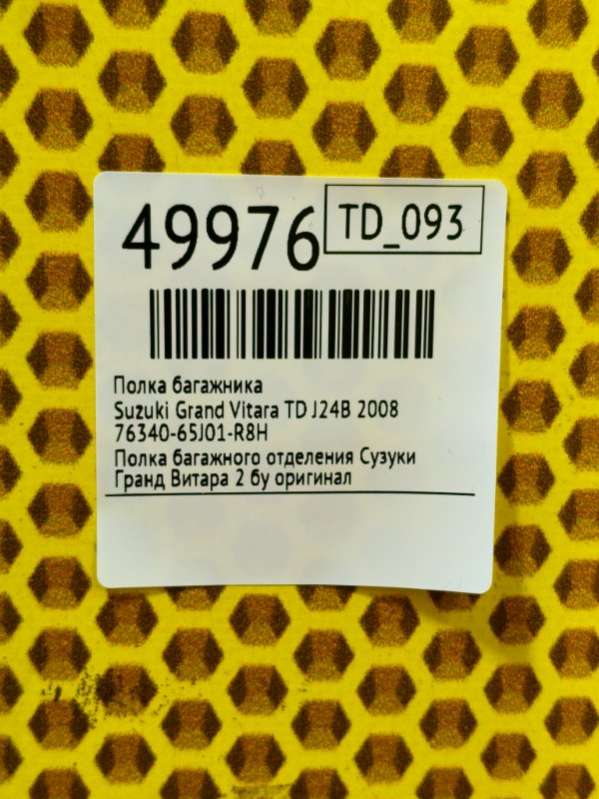 49976
TD_093
Полка багажника
Suzuki Grand Vitara TD J24B 2008
76340-65J01-R8H
Полка багажного отделения Сузуки
Гранд Витара 2 бу оригинал